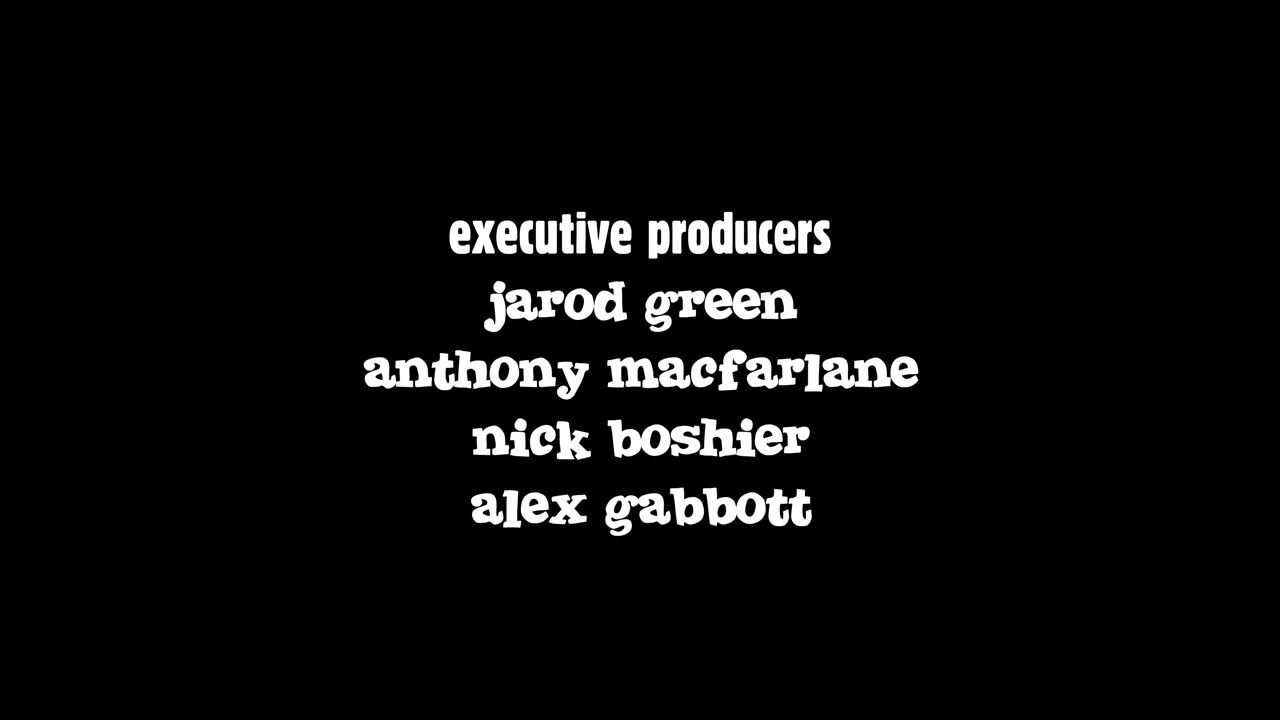 executive producers
jarod green
anthony macfarlane
nick boshier
alex gabbott